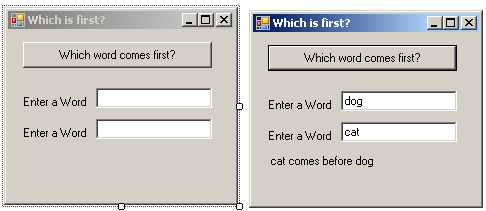 Which is first?
Which word comes first?
Enter a Word
Enter a Word
Which is first?
Which word comes first?
Enter a Word dog
Enter a Word cat
cat comes before dog